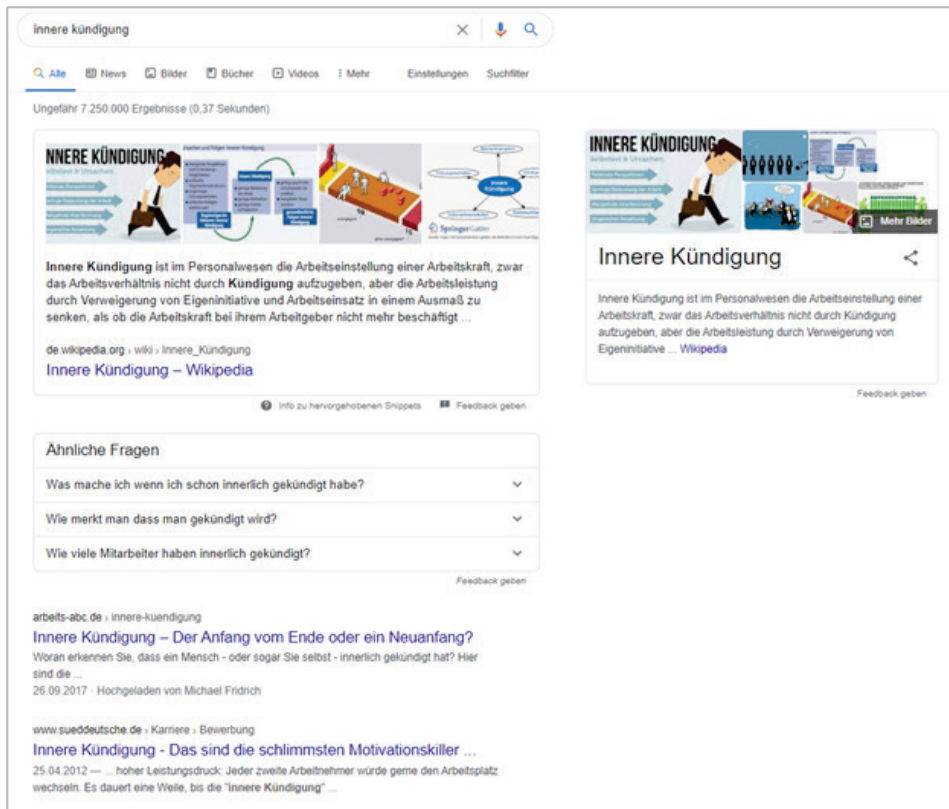 innere kündigung
Alle News Bilder Bücher Videos Mehr Einstellungen Suchfilter
Ungefähr 7.250.000 Ergebnisse (0,37 Sekunden)
INNERE KÜNDIGUNG
Selbsttest & Ursachen
Innere Kündigung
Springer Gabler
Innere Kündigung ist im Personalwesen die Arbeitseinstellung einer Arbeitskraft, zwar
das Arbeitsverhältnis nicht durch Kündigung aufzugeben, aber die Arbeitsleistung
durch Verweigerung von Eigeninitiative und Arbeitseinsatz in einem Ausmaß zu
senken, als ob die Arbeitskraft bei ihrem Arbeitgeber nicht mehr beschäftigt ...
de.wikipedia.org › wiki › Innere_Kündigung
Innere Kündigung – Wikipedia
Info zu hervorgehobenen Snippets Feedback geben
Ähnliche Fragen
Was mache ich wenn ich schon innerlich gekündigt habe?
Wie merkt man dass man gekündigt wird?
Wie viele Mitarbeiter haben innerlich gekündigt?
Feedback geben
arbeits-abc.de › innere-kuendigung
Innere Kündigung – Der Anfang vom Ende oder ein Neuanfang?
Woran erkennen Sie, dass ein Mensch - oder sogar Sie selbst - innerlich gekündigt hat? Hier
sind die ...
26.09.2017 · Hochgeladen von Michael Fridrich
www.sueddeutsche.de › Karriere › Bewerbung
Innere Kündigung - Das sind die schlimmsten Motivationskiller ...
25.04.2012 — ... hoher Leistungsdruck: Jeder zweite Arbeitnehmer würde gerne den Arbeitsplatz
wechseln. Es dauert eine Weile, bis die "innere Kündigung" ...
INNERE KÜNDIGUNG
Selbsttest & Ursachen
Mehr Bilder
Innere Kündigung
Innere Kündigung ist im Personalwesen die Arbeitseinstellung einer
Arbeitskraft, zwar das Arbeitsverhältnis nicht durch Kündigung
aufzugeben, aber die Arbeitsleistung durch Verweigerung von
Eigeninitiative ... Wikipedia
Feedback geben